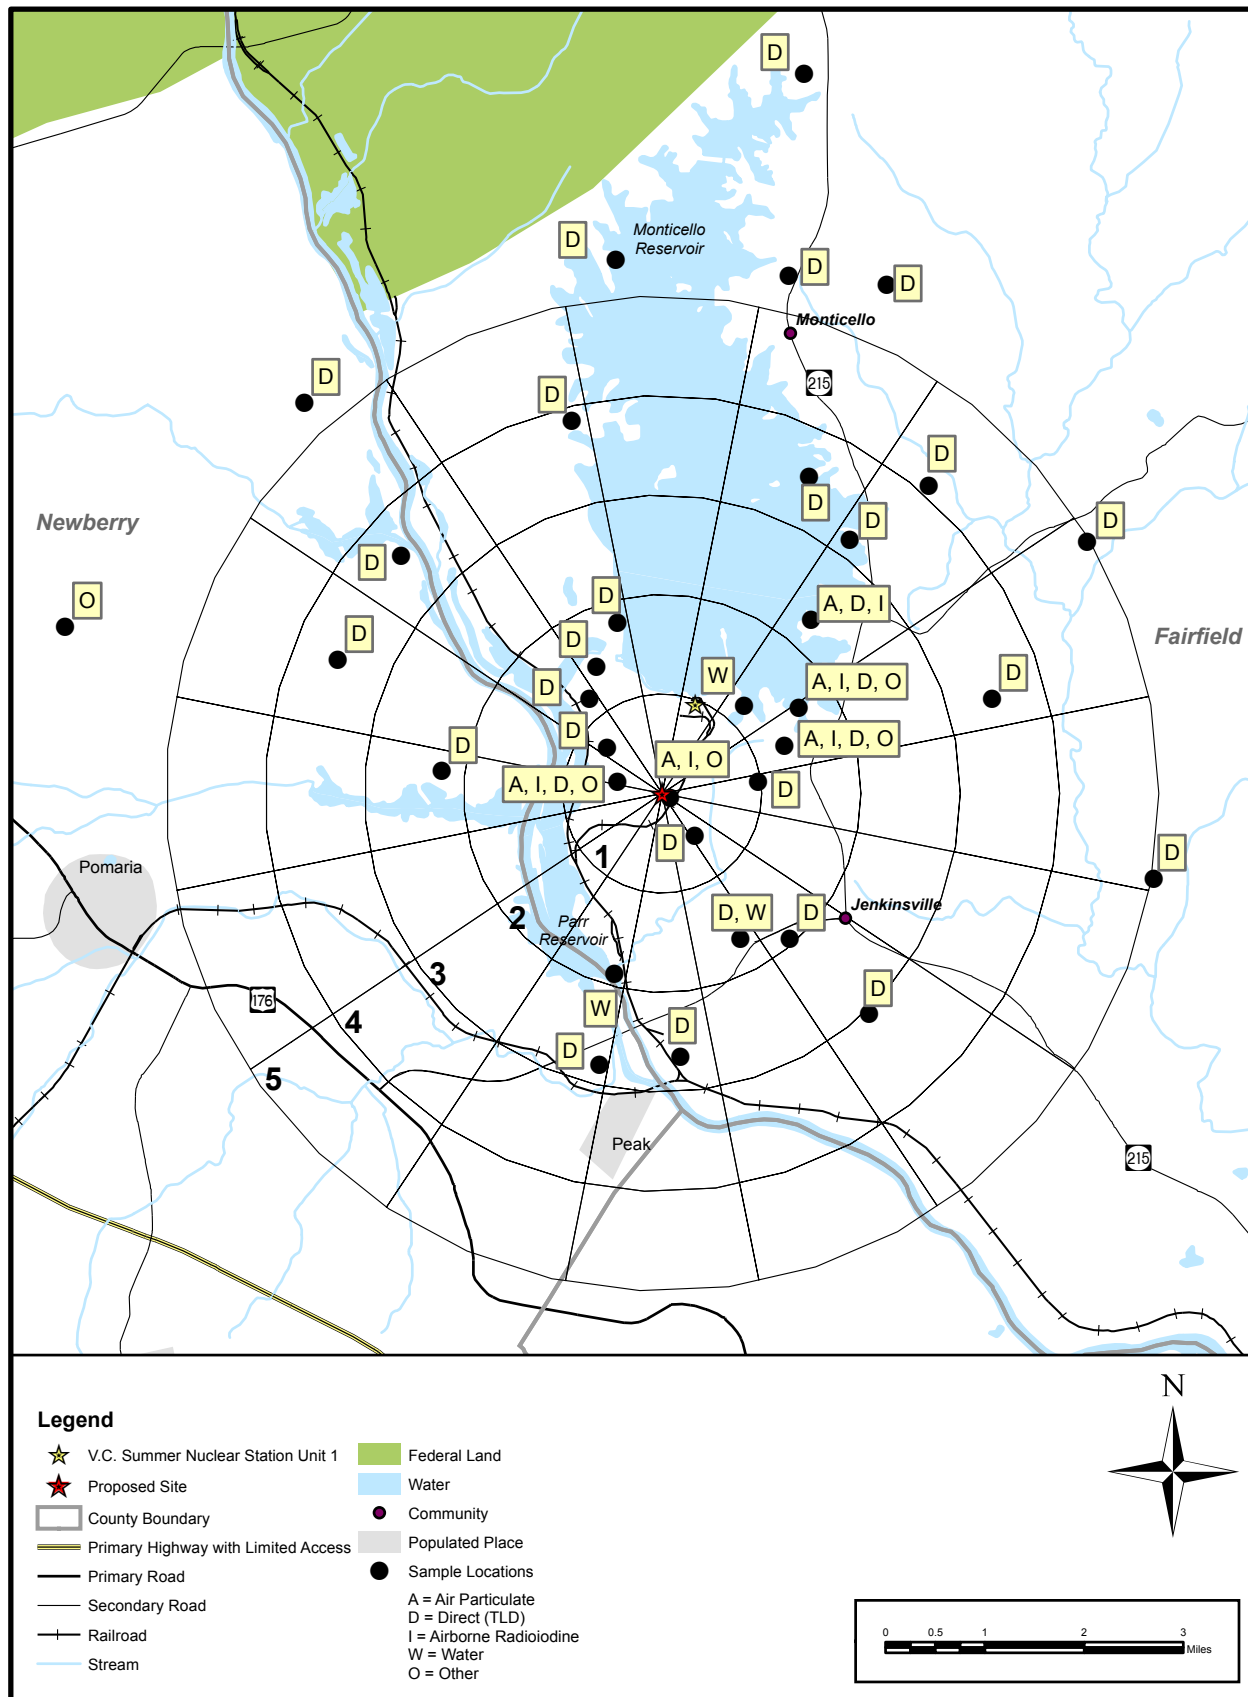 D
D
Monticello
Reservoir
D
D
Monticello
D
215
D
D
D
D
D
Newberry
D
D
O
D
A, D, I
Fairfield
D
D
W
A, I, D, O
D
D
D
D
A, I, O
A, I, D, O
A, I, D, O
D
D
1
Pomaria
D
2
Parr
Reservoir
D, W
D
Jenkinsville
3
176
4
W
D
D
D
5
Peak
215
N
Legend
V.C. Summer Nuclear Station Unit 1
Proposed Site
County Boundary
Primary Highway with Limited Access
Primary Road
Secondary Road
Railroad
Stream
Federal Land
Water
Community
Populated Place
Sample Locations
A = Air Particulate
D = Direct (TLD)
I = Airborne Radioiodine
W = Water
O = Other
0 0.5 1 2 3
Miles